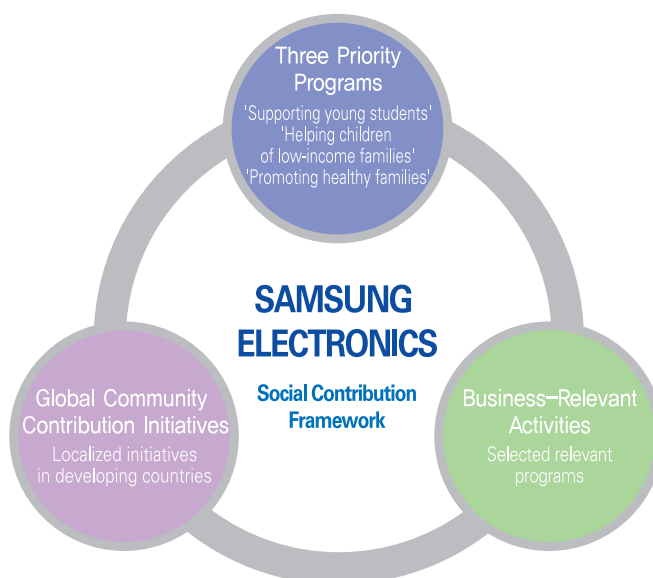 Three Priority
Programs
'Supporting young students'
'Helping children
of low-income families'
'Promoting healthy families'
SAMSUNG
ELECTRONICS
Social Contribution
Framework
Global Community
Contribution Initiatives
Localized initiatives
in developing countries
Business-Relevant
Activities
Selected relevant
programs